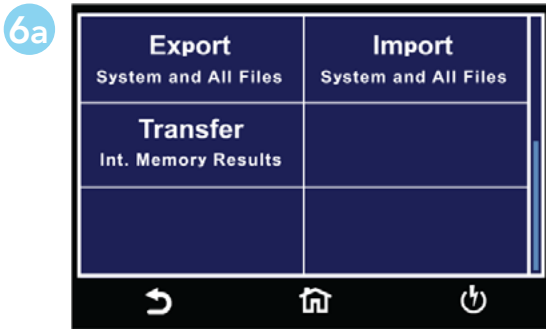 6a
Export
System and All Files
Import
System and All Files
Transfer
Int. Memory Results